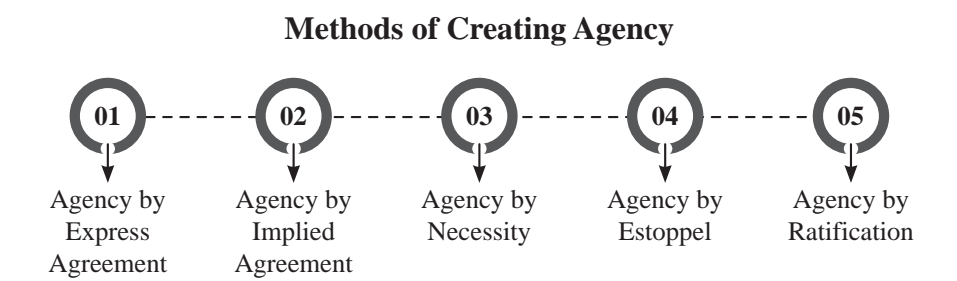 Methods of Creating Agency
01
02
03
04
05
Agency by
Express
Agreement
Agency by
Implied
Agreement
Agency by
Necessity
Agency by
Estoppel
Agency by
Ratification